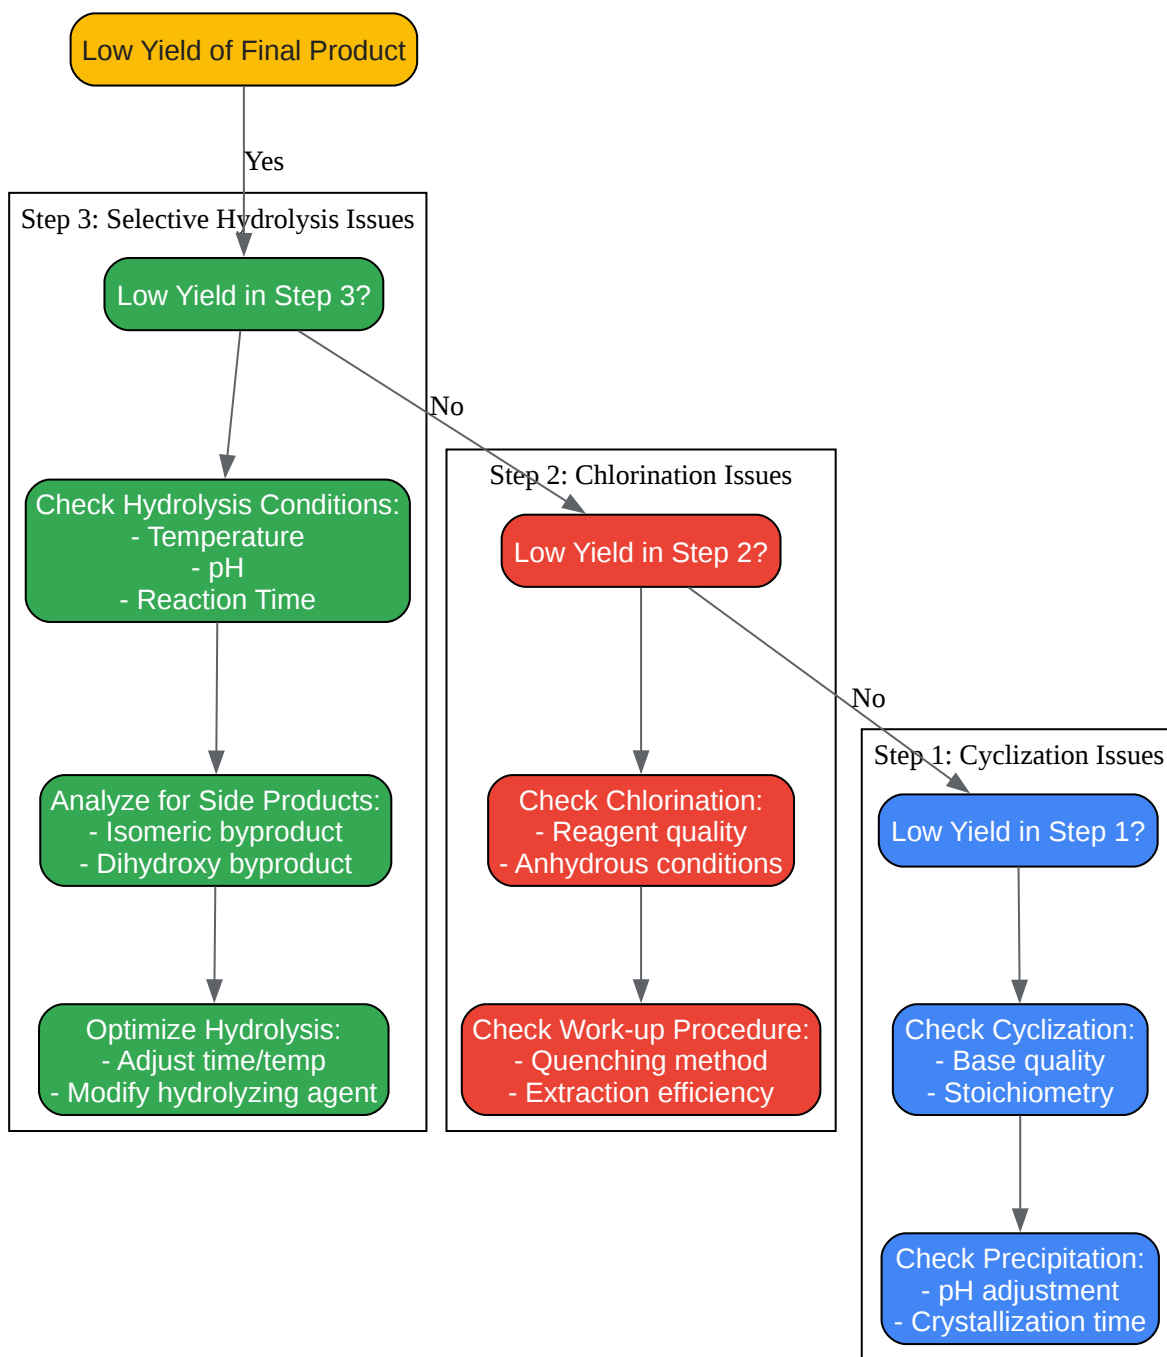 Low Yield of Final Product
Yes
Step 3: Selective Hydrolysis Issues
Low Yield in Step 3?
No
Check Hydrolysis Conditions:
- Temperature
- pH
- Reaction Time
Analyze for Side Products:
- Isomeric byproduct
- Dihydroxy byproduct
Optimize Hydrolysis:
- Adjust time/temp
- Modify hydrolyzing agent
Step 2: Chlorination Issues
Low Yield in Step 2?
No
Check Chlorination:
- Reagent quality
- Anhydrous conditions
Check Work-up Procedure:
- Quenching method
- Extraction efficiency
Step 1: Cyclization Issues
Low Yield in Step 1?
Check Cyclization:
- Base quality
- Stoichiometry
Check Precipitation:
- pH adjustment
- Crystallization time